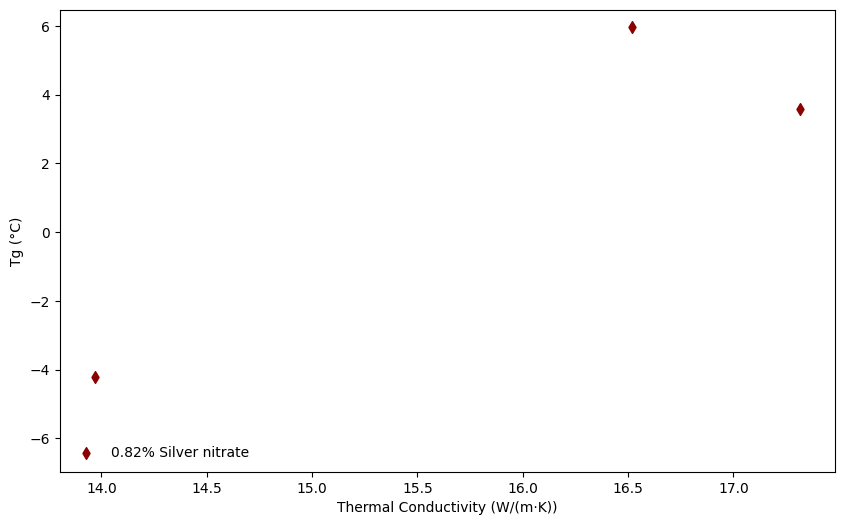 6
4
2
0
−2
−4
−6
Tg (°C)
0.82% Silver nitrate
14.0 14.5 15.0 15.5 16.0 16.5 17.0
Thermal Conductivity (W/(m·K))